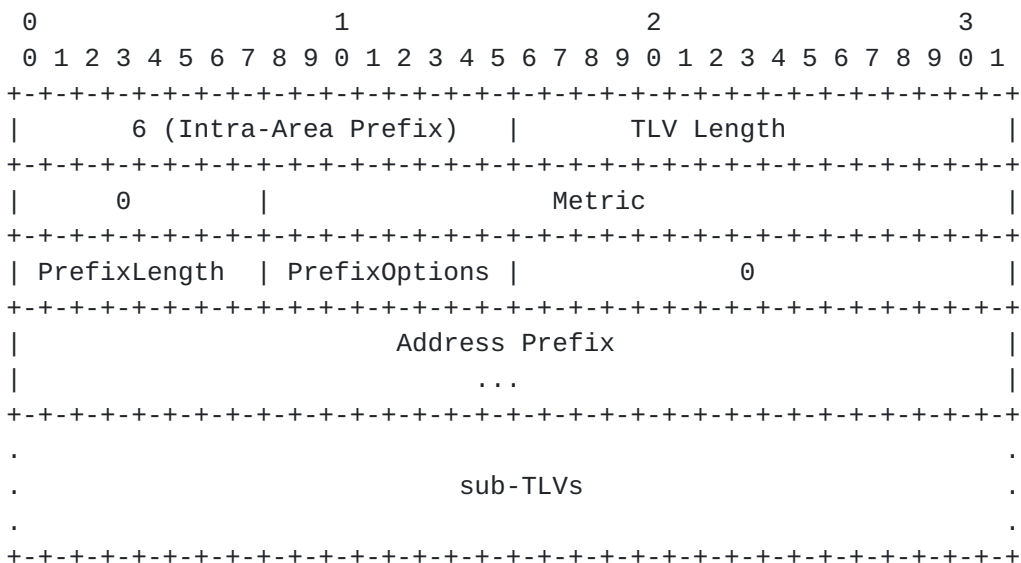 0                   1                   2                   3
 0 1 2 3 4 5 6 7 8 9 0 1 2 3 4 5 6 7 8 9 0 1 2 3 4 5 6 7 8 9 0 1
+-+-+-+-+-+-+-+-+-+-+-+-+-+-+-+-+-+-+-+-+-+-+-+-+-+-+-+-+-+-+-+-+
|       6 (Intra-Area Prefix)   |       TLV Length              |
+-+-+-+-+-+-+-+-+-+-+-+-+-+-+-+-+-+-+-+-+-+-+-+-+-+-+-+-+-+-+-+-+
|      0        |                  Metric                       |
+-+-+-+-+-+-+-+-+-+-+-+-+-+-+-+-+-+-+-+-+-+-+-+-+-+-+-+-+-+-+-+-+
| PrefixLength  | PrefixOptions |              0                |
+-+-+-+-+-+-+-+-+-+-+-+-+-+-+-+-+-+-+-+-+-+-+-+-+-+-+-+-+-+-+-+-+
|                        Address Prefix                         |
|                             ...                               |
+-+-+-+-+-+-+-+-+-+-+-+-+-+-+-+-+-+-+-+-+-+-+-+-+-+-+-+-+-+-+-+-+
.                                                               .
.                            sub-TLVs                           .
.                                                               .
+-+-+-+-+-+-+-+-+-+-+-+-+-+-+-+-+-+-+-+-+-+-+-+-+-+-+-+-+-+-+-+-+